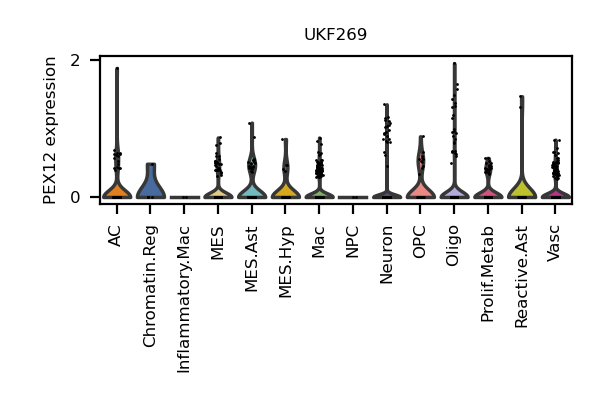 UKF269
PEX12 expression
2
0
AC
Chromatin.Reg
Inflammatory.Mac
MES
MES.Ast
MES.Hyp
Mac
NPC
Neuron
OPC
Oligo
Prolif.Metab
Reactive.Ast
Vasc